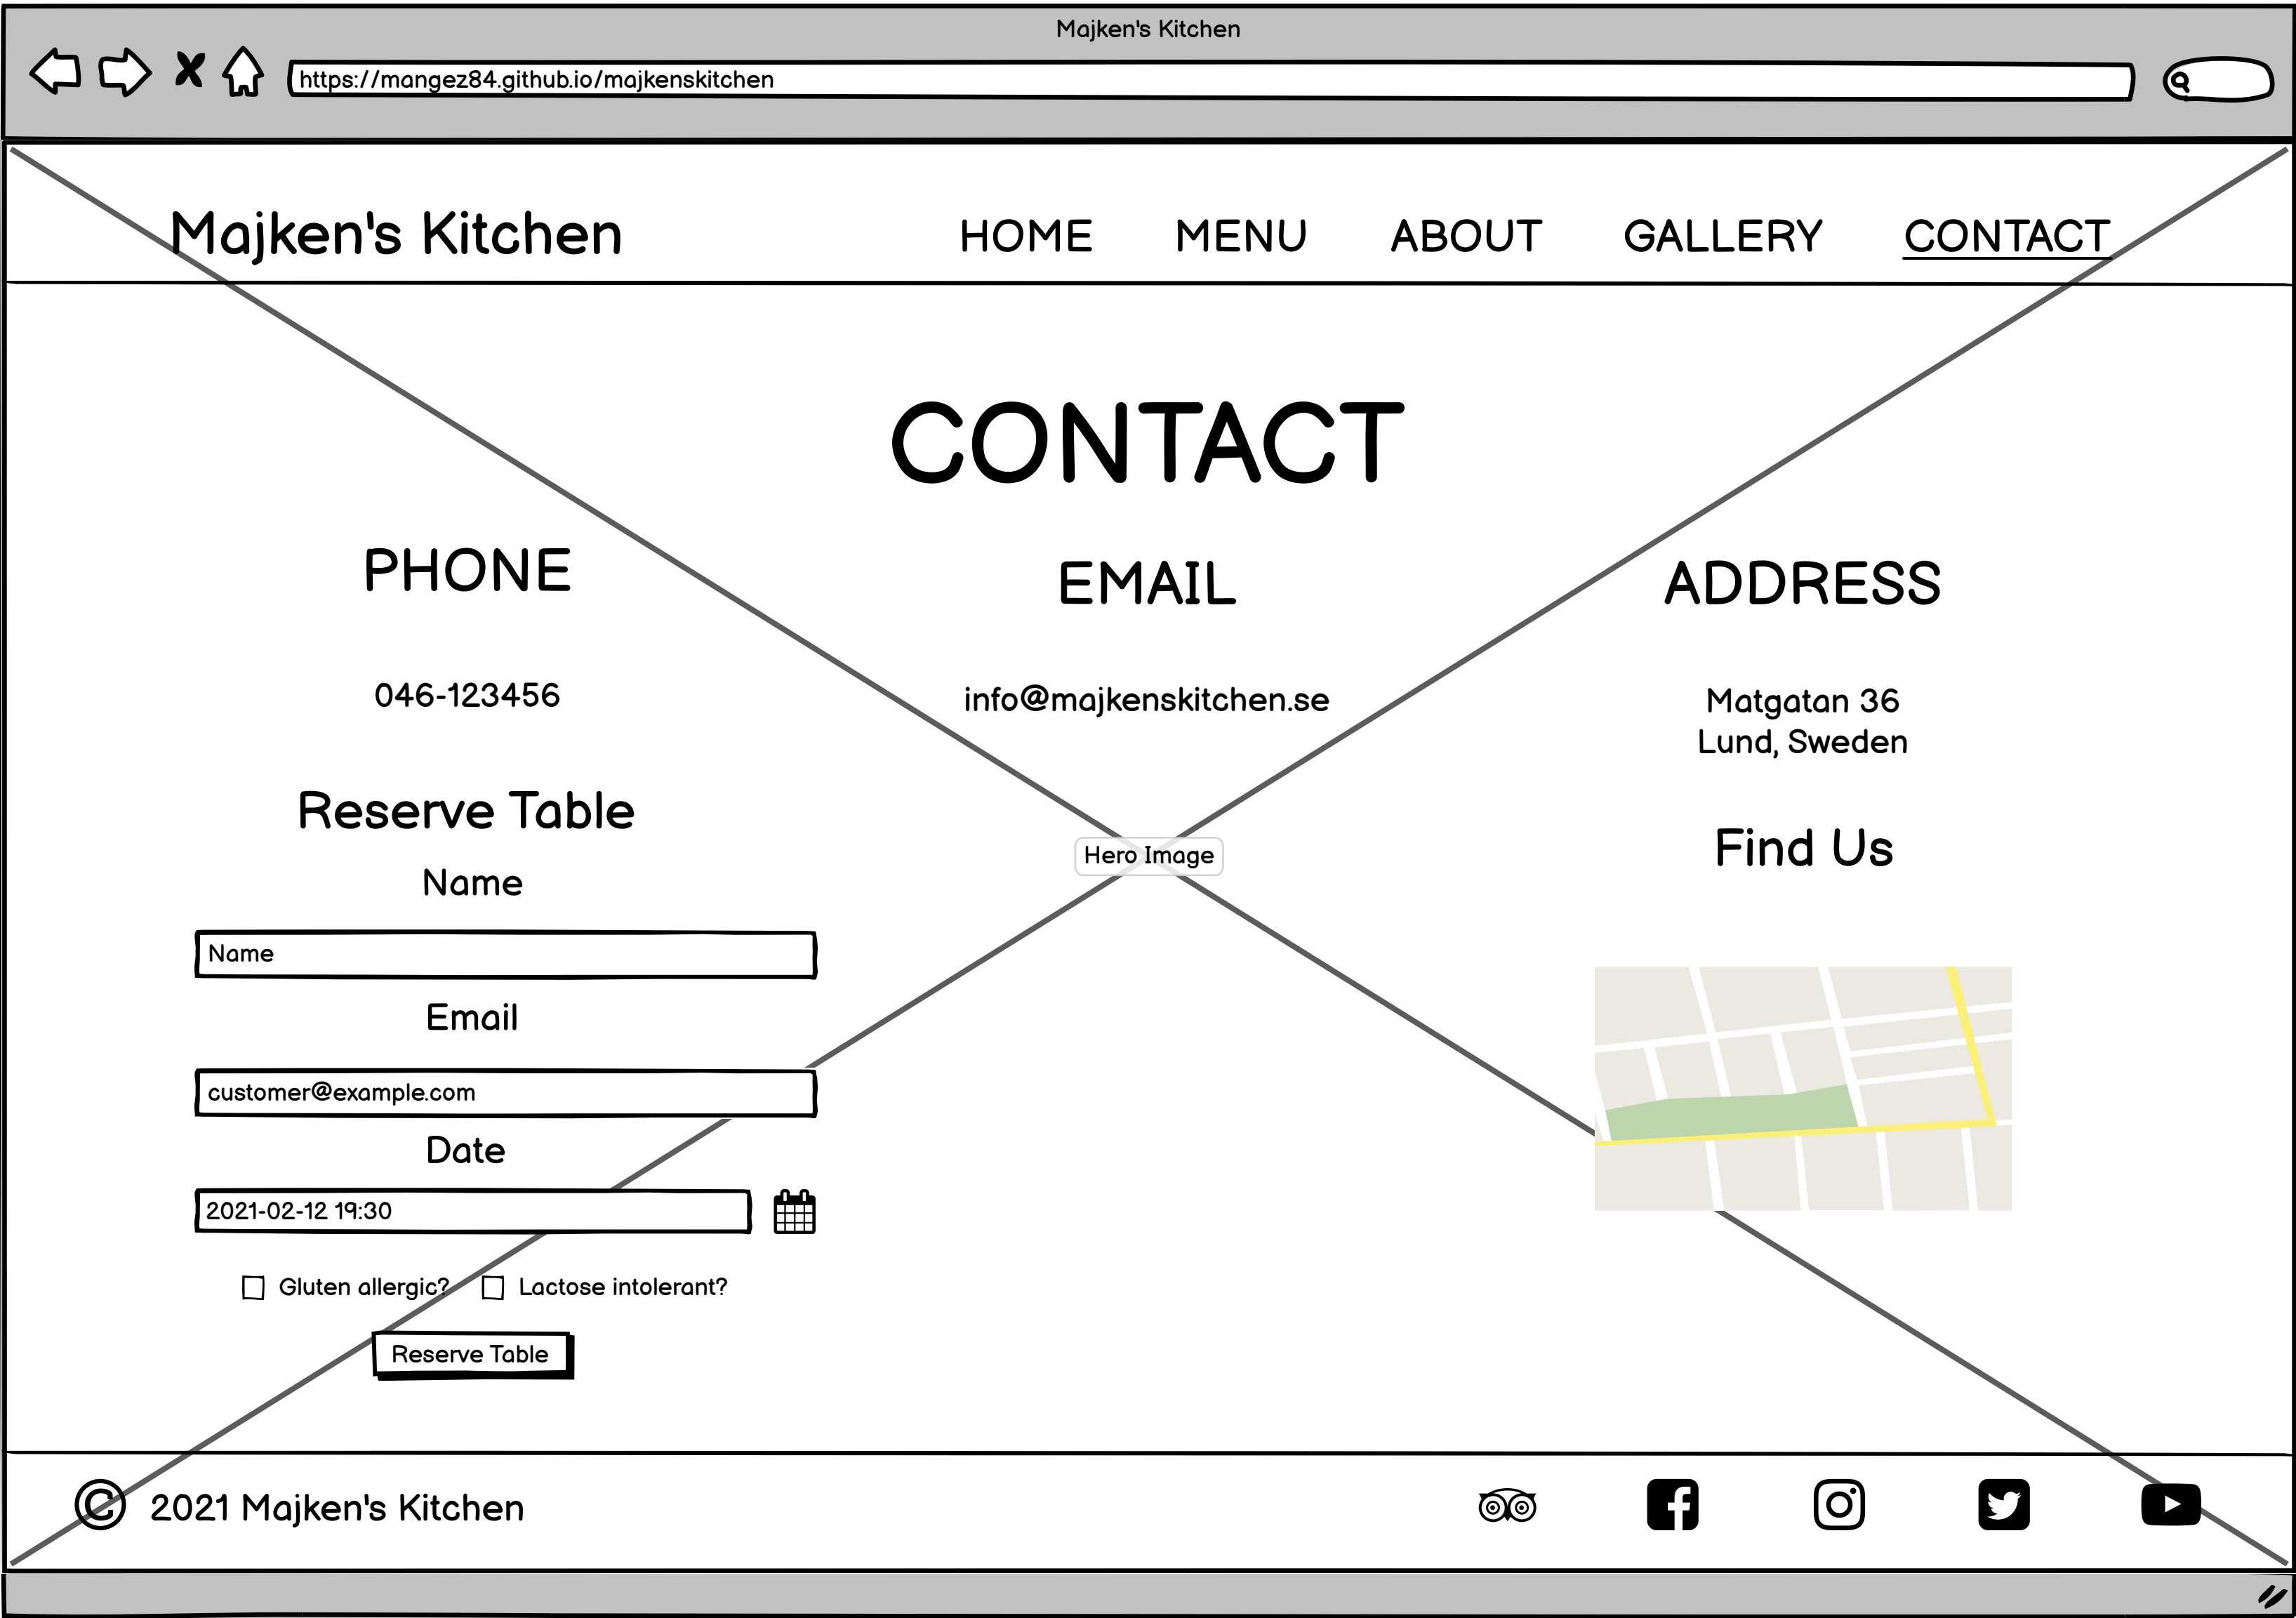 Majken's Kitchen
https://mangez84.github.io/majkenskitchen
Majken's Kitchen
HOME
MENU
ABOUT
GALLERY
CONTACT
CONTACT
PHONE
EMAIL
ADDRESS
046-123456
info@majkenskitchen.se
Matgatan 36
Lund, Sweden
Reserve Table
Find Us
Hero Image
Name
Name
Email
customer@example.com
Date
2021-02-12 19:30
Gluten allergic?
Lactose intolerant?
Reserve Table
© 2021 Majken's Kitchen